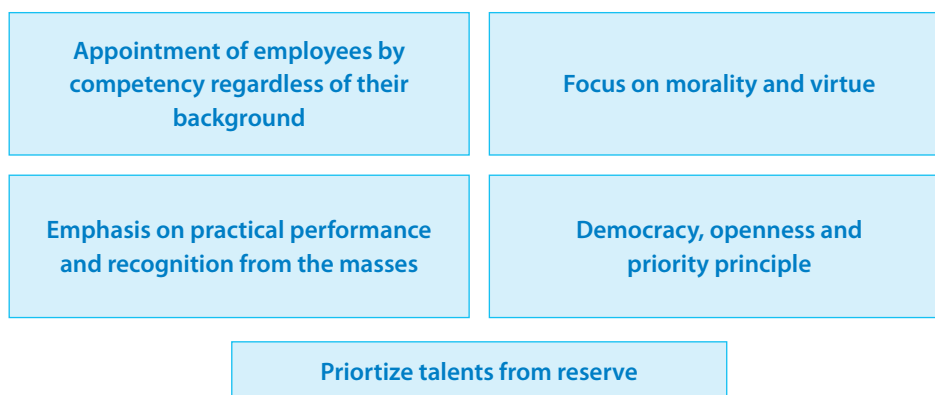 Appointment of employees by
competency regardless of their
background
Focus on morality and virtue
Emphasis on practical performance
and recognition from the masses
Democracy, openness and
priority principle
Priortize talents from reserve